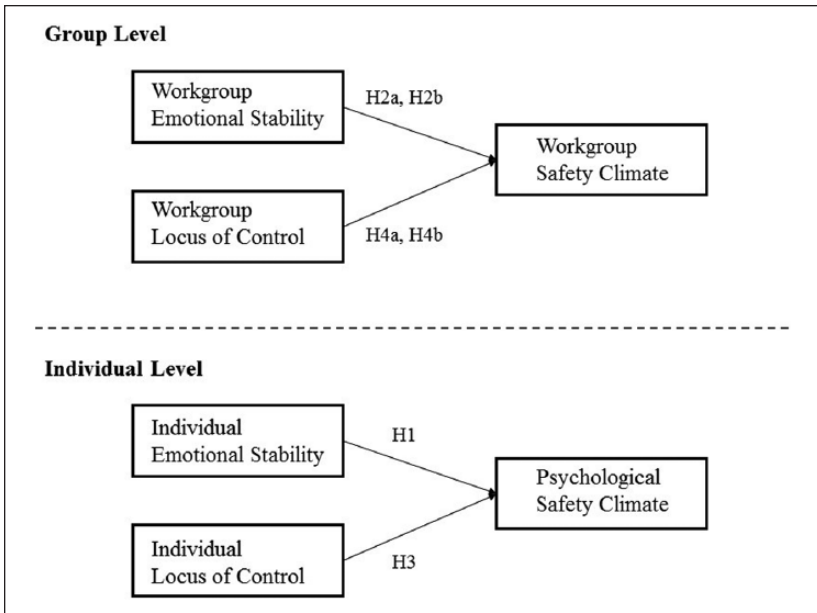 Group Level
Workgroup
Emotional Stability
H2a, H2b
Workgroup
Safety Climate
Workgroup
Locus of Control
H4a, H4b
Individual Level
Individual
Emotional Stability
H1
Psychological
Safety Climate
Individual
Locus of Control
H3